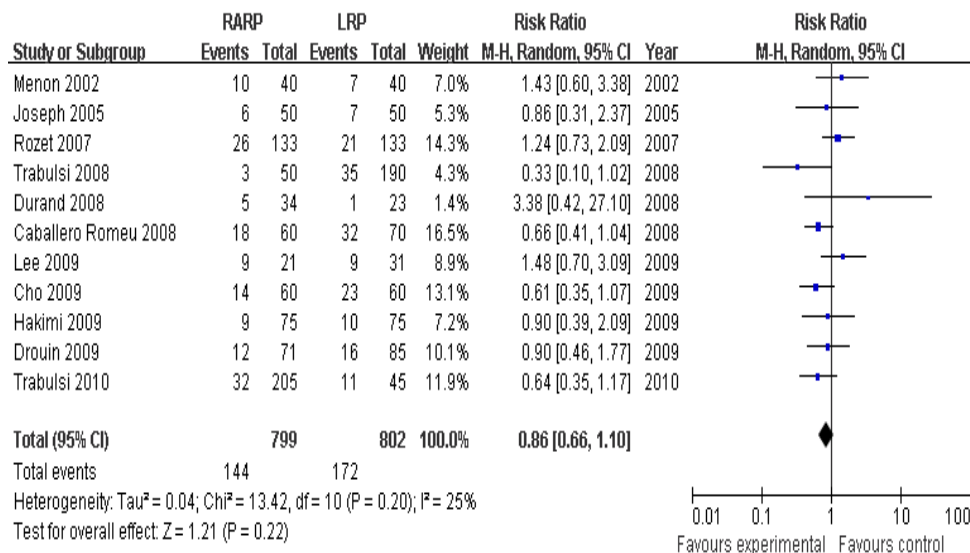 RARP LRP Risk Ratio Risk Ratio
Study or Subgroup Events Total Events Total Weight M-H, Random, 95% CI Year M-H, Random, 95% CI
Menon 2002 10 40 7 40 7.0% 1.43 [0.60, 3.38] 2002
Joseph 2005 6 50 7 50 5.3% 0.86 [0.31, 2.37] 2005
Rozet 2007 26 133 21 133 14.3% 1.24 [0.73, 2.09] 2007
Trabulsi 2008 3 50 35 190 4.3% 0.33 [0.10, 1.02] 2008
Durand 2008 5 34 1 23 1.4% 3.38 [0.42, 27.10] 2008
Caballero Romeu 2008 18 60 32 70 16.5% 0.66 [0.41, 1.04] 2008
Lee 2009 9 21 9 31 8.9% 1.48 [0.70, 3.09] 2009
Cho 2009 14 60 23 60 13.1% 0.61 [0.35, 1.07] 2009
Hakimi 2009 9 75 10 75 7.2% 0.90 [0.39, 2.09] 2009
Drouin 2009 12 71 16 85 10.1% 0.90 [0.46, 1.77] 2009
Trabulsi 2010 32 205 11 45 11.9% 0.64 [0.35, 1.17] 2010
Total (95% CI) 799 802 100.0% 0.86 [0.66, 1.10]
Total events 144 172
Heterogeneity: Tau² = 0.04; Chi² = 13.42, df = 10 (P = 0.20); I² = 25%
Test for overall effect: Z = 1.21 (P = 0.22)
0.01 0.1 1 10 100
Favours experimental Favours control